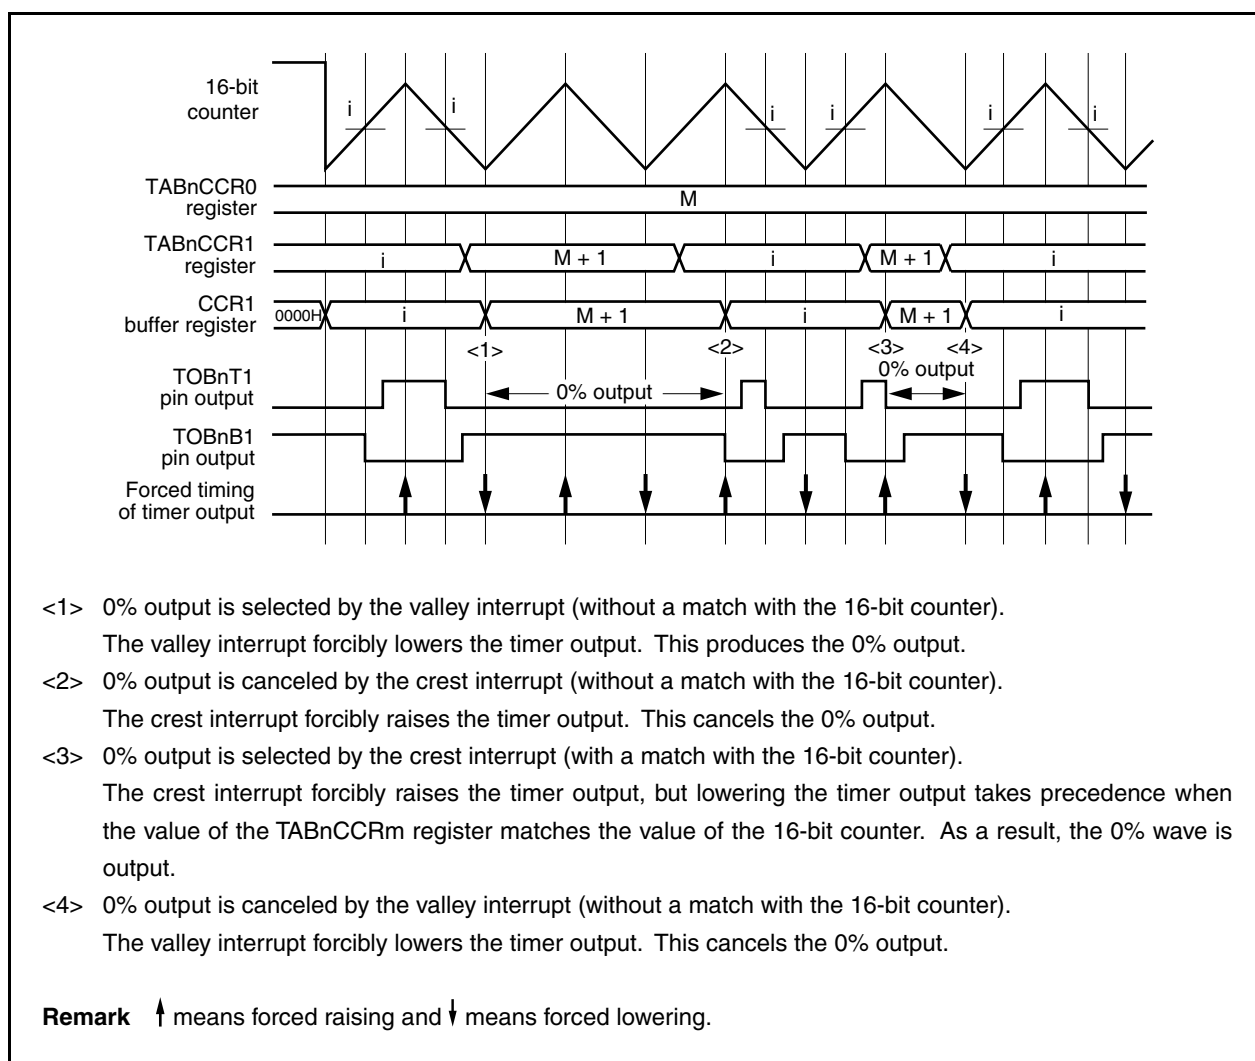 16-bit
counter
i
i
i
i
i
i
TABnCCR0
register
M
TABnCCR1
register
i
M + 1
i
M + 1
i
CCR1
buffer register
0000H
i
M + 1
i
M + 1
i
<1>
<2>
<3>
<4>
TOBnT1
pin output
0% output
0% output
TOBnB1
pin output
Forced timing
of timer output
<1> 0% output is selected by the valley interrupt (without a match with the 16-bit counter).
The valley interrupt forcibly lowers the timer output. This produces the 0% output.
<2> 0% output is canceled by the crest interrupt (without a match with the 16-bit counter).
The crest interrupt forcibly raises the timer output. This cancels the 0% output.
<3> 0% output is selected by the crest interrupt (with a match with the 16-bit counter).
The crest interrupt forcibly raises the timer output, but lowering the timer output takes precedence when
the value of the TABnCCRm register matches the value of the 16-bit counter. As a result, the 0% wave is
output.
<4> 0% output is canceled by the valley interrupt (without a match with the 16-bit counter).
The valley interrupt forcibly lowers the timer output. This cancels the 0% output.
Remark ↑ means forced raising and ↓ means forced lowering.